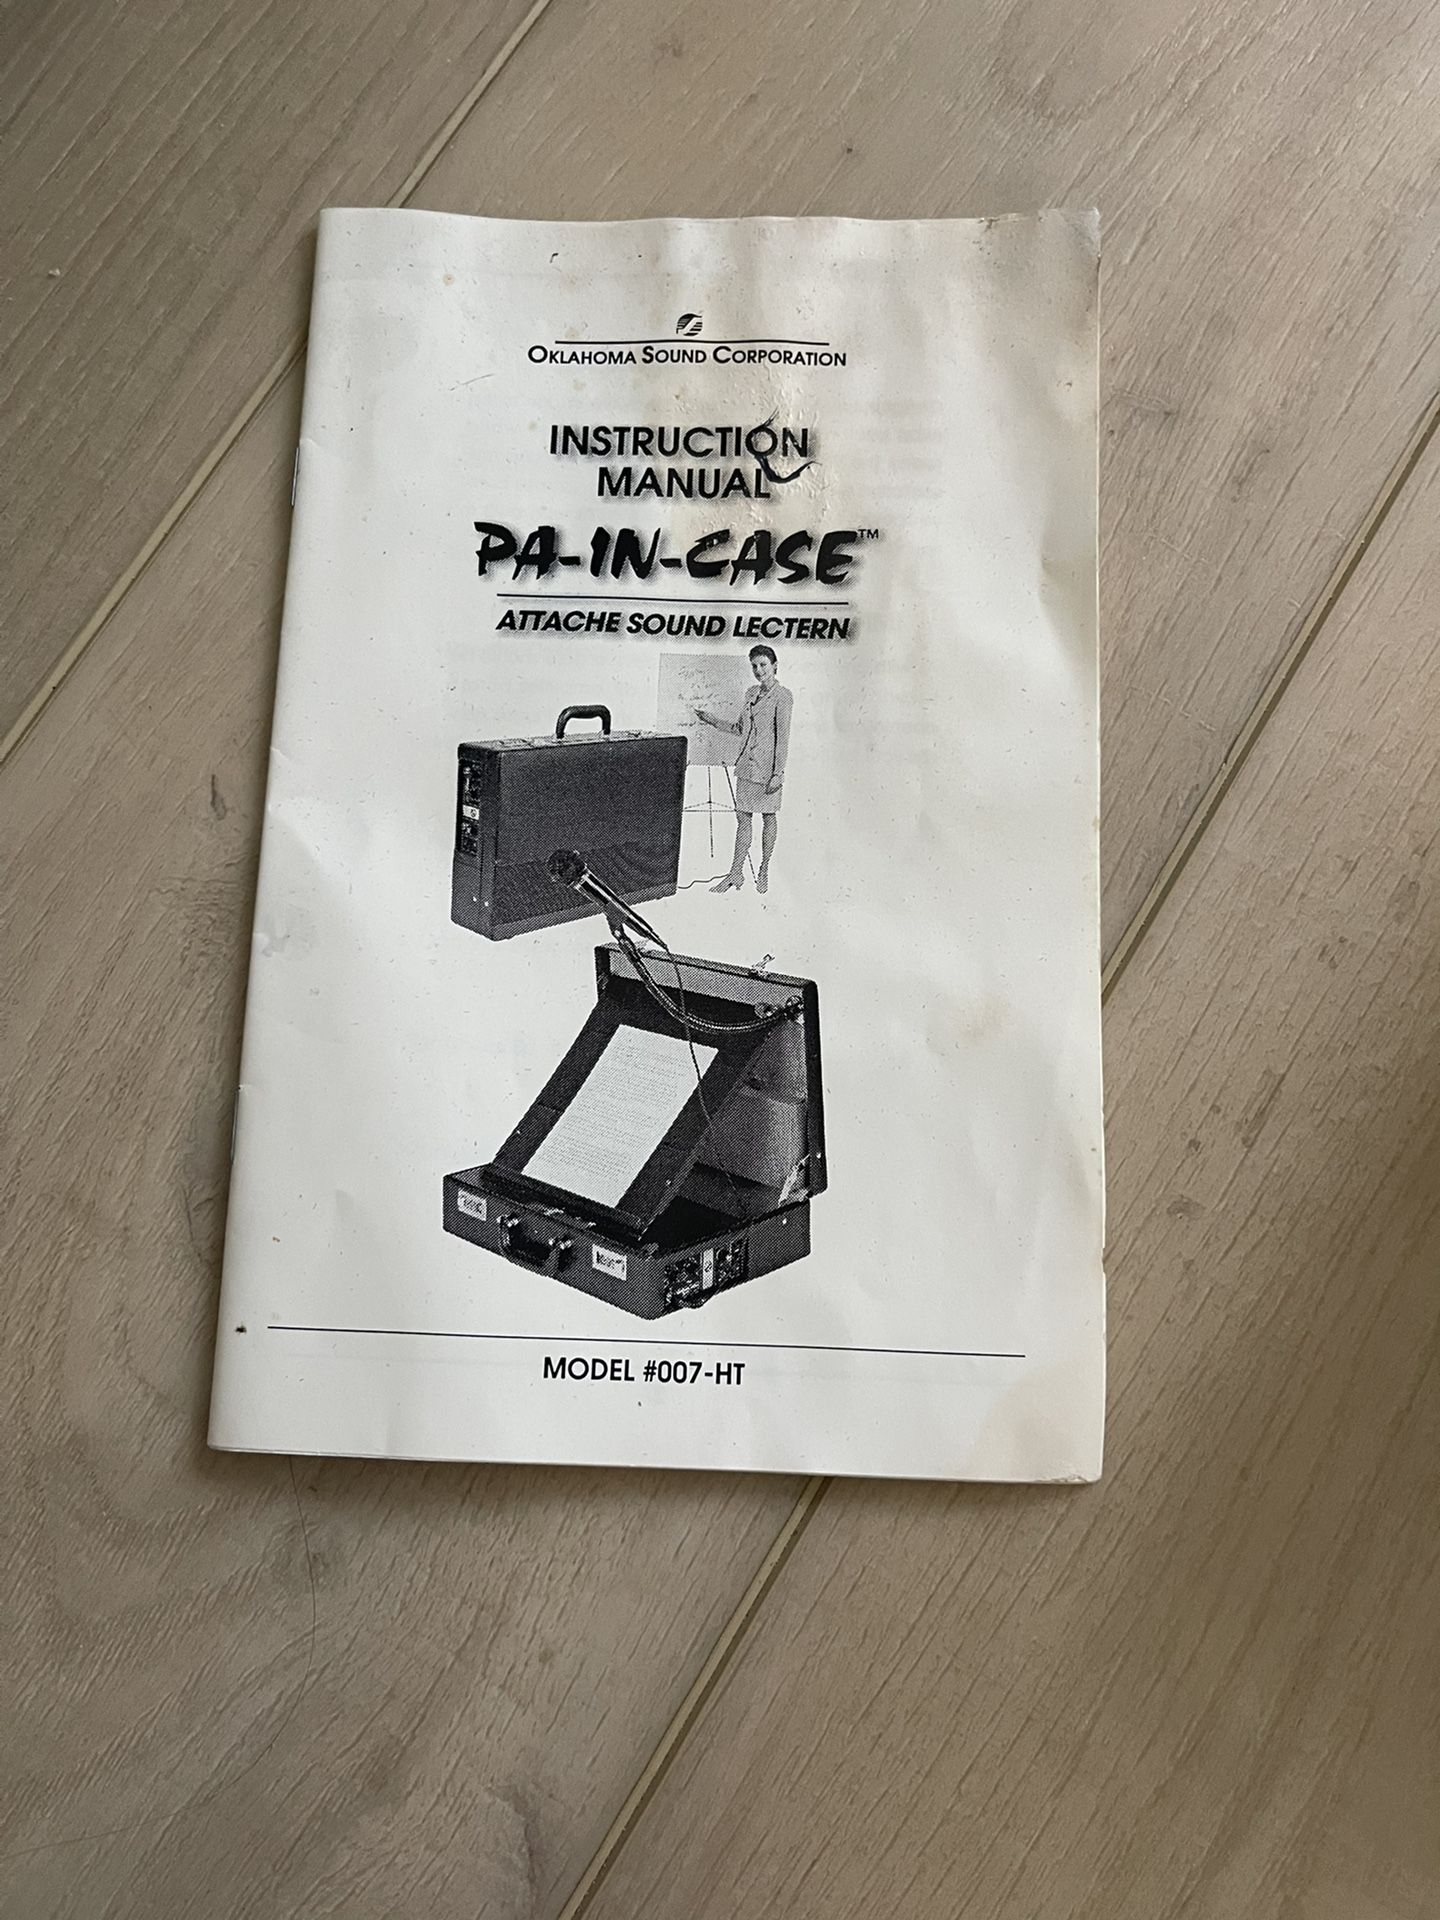 OKLAHOMA SOUND CORPORATION
INSTRUCTION
MANUAL
PA-IN-CASE™
ATTACHE SOUND LECTERN
MODEL #007-HT